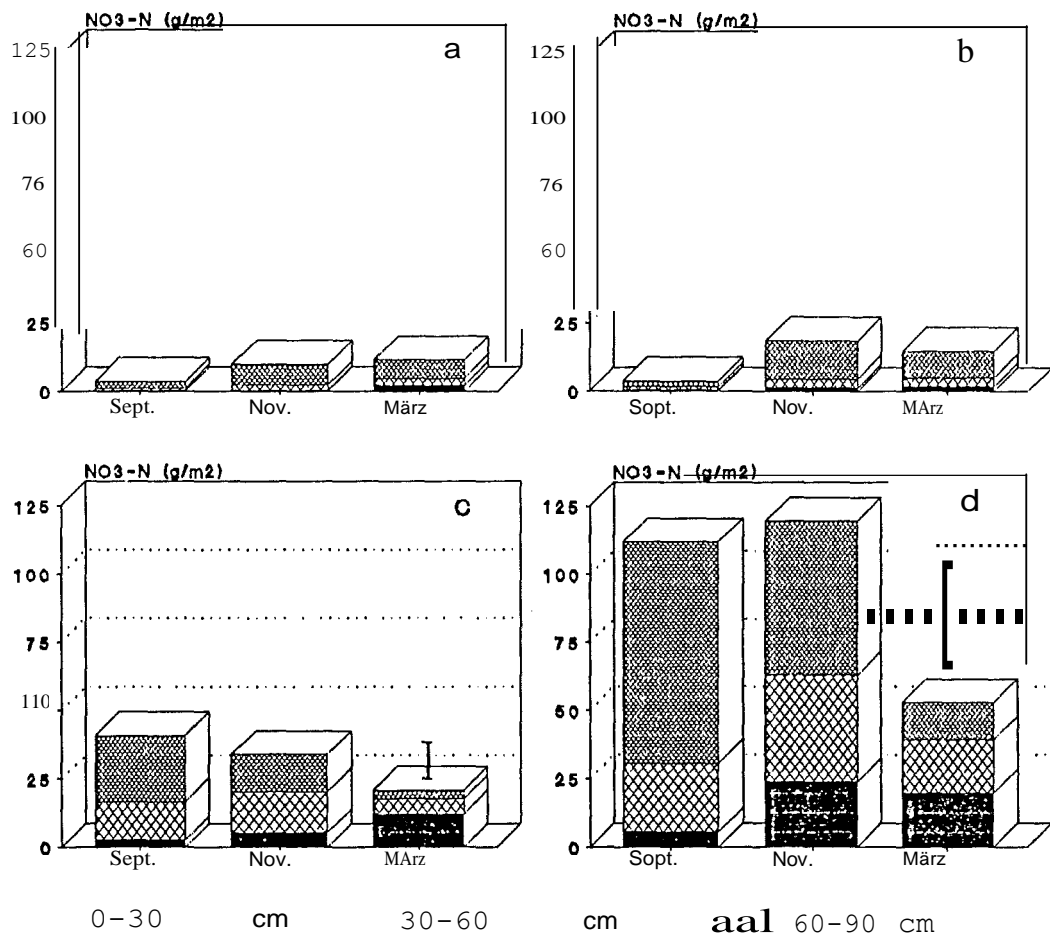 NO3-N (g/m2)
a
125
100
76
60
25
0
Sept. Nov. März
NO3-N (g/m2)
b
125
100
76
60
25
0
Sopt. Nov. MArz
NO3-N (g/m2)
c
125
100
75
110
25
0
Sept. Nov. MArz
NO3-N (g/m2)
d
125
100
75
50
25
0
Sopt. Nov. März
0-30 cm 30-60 cm aal 60-90 cm